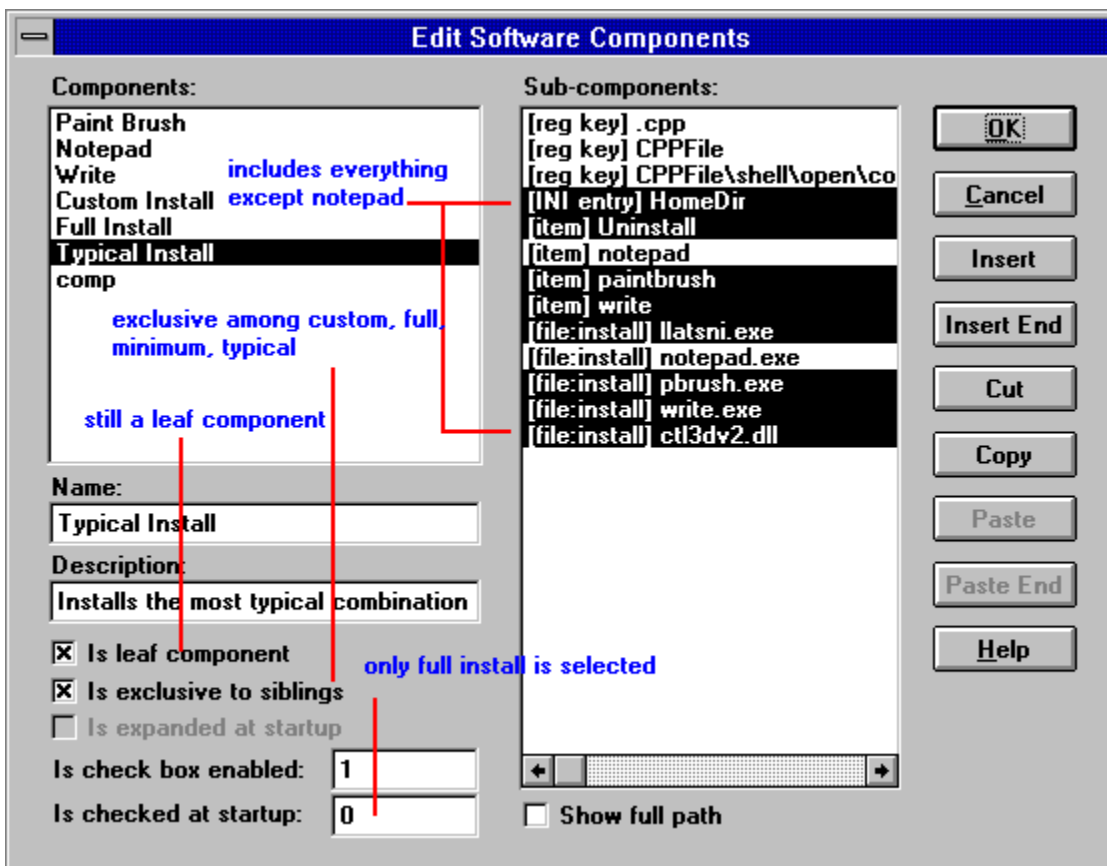 Edit Software Components
Components:
Paint Brush
Notepad
Write
Custom Install
Full Install
Typical Install
comp
includes everything
except notepad
exclusive among custom, full,
minimum, typical
still a leaf component
Name:
Typical Install
Description:
Installs the most typical combination
Is leaf component
Is exclusive to siblings
Is expanded at startup
only full install is selected
Is check box enabled:
1
Is checked at startup:
0
Sub-components:
[reg key] .cpp
[reg key] CPPFile
[reg key] CPPFile\shell\open\co
[INI entry] HomeDir
[item] Uninstall
[item] notepad
[item] paintbrush
[item] write
[file:install] llatsni.exe
[file:install] notepad.exe
[file:install] pbrush.exe
[file:install] write.exe
[file:install] ctl3dv2.dll
Show full path
OK
Cancel
Insert
Insert End
Cut
Copy
Paste
Paste End
Help